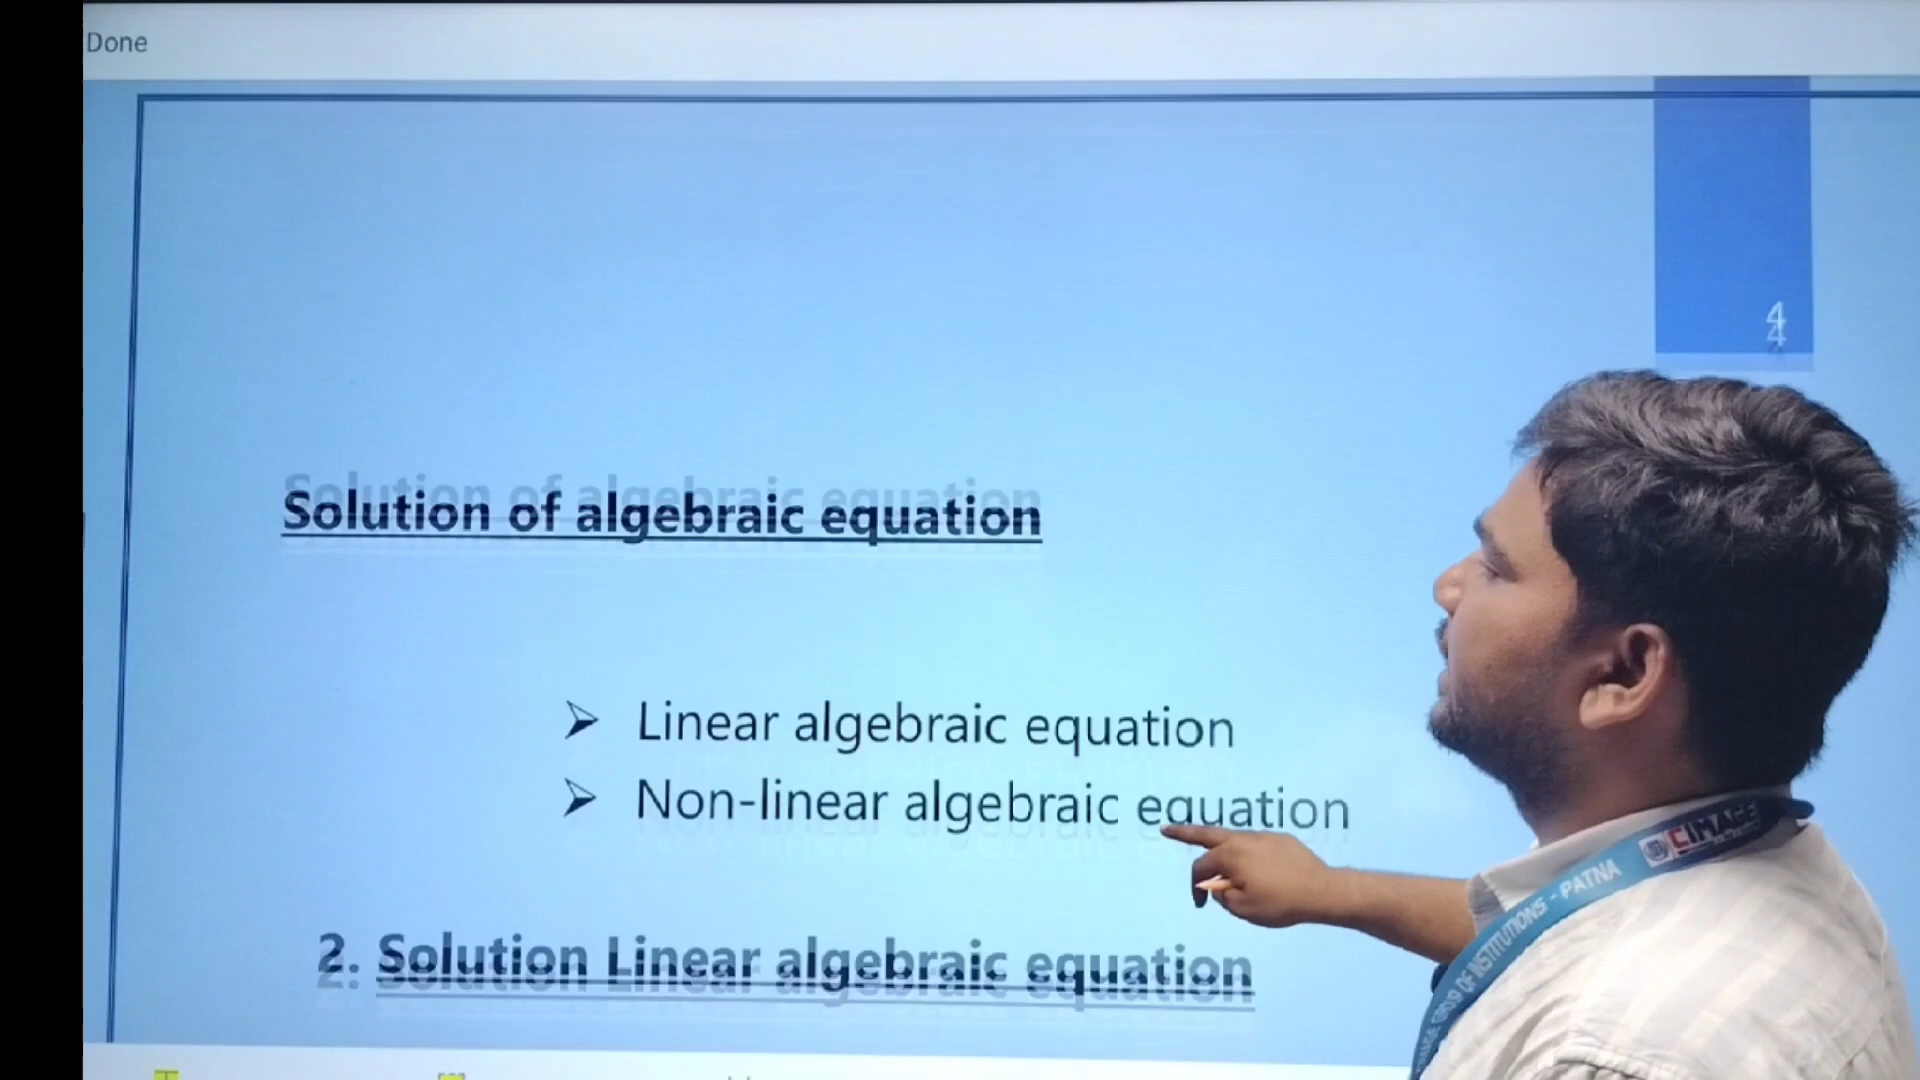 Done
4
Solution of algebraic equation
➢ Linear algebraic equation
➢ Non-linear algebraic equation
2. Solution Linear algebraic equation
CIMAGE
GROUP OF INSTITUTIONS - PATNA